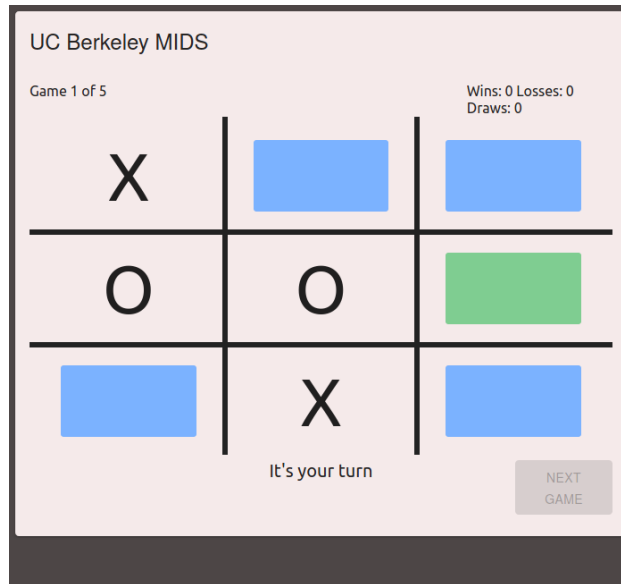 UC Berkeley MIDS
Game 1 of 5
Wins: 0 Losses: 0
Draws: 0
X
O O
X
It's your turn
NEXT
GAME